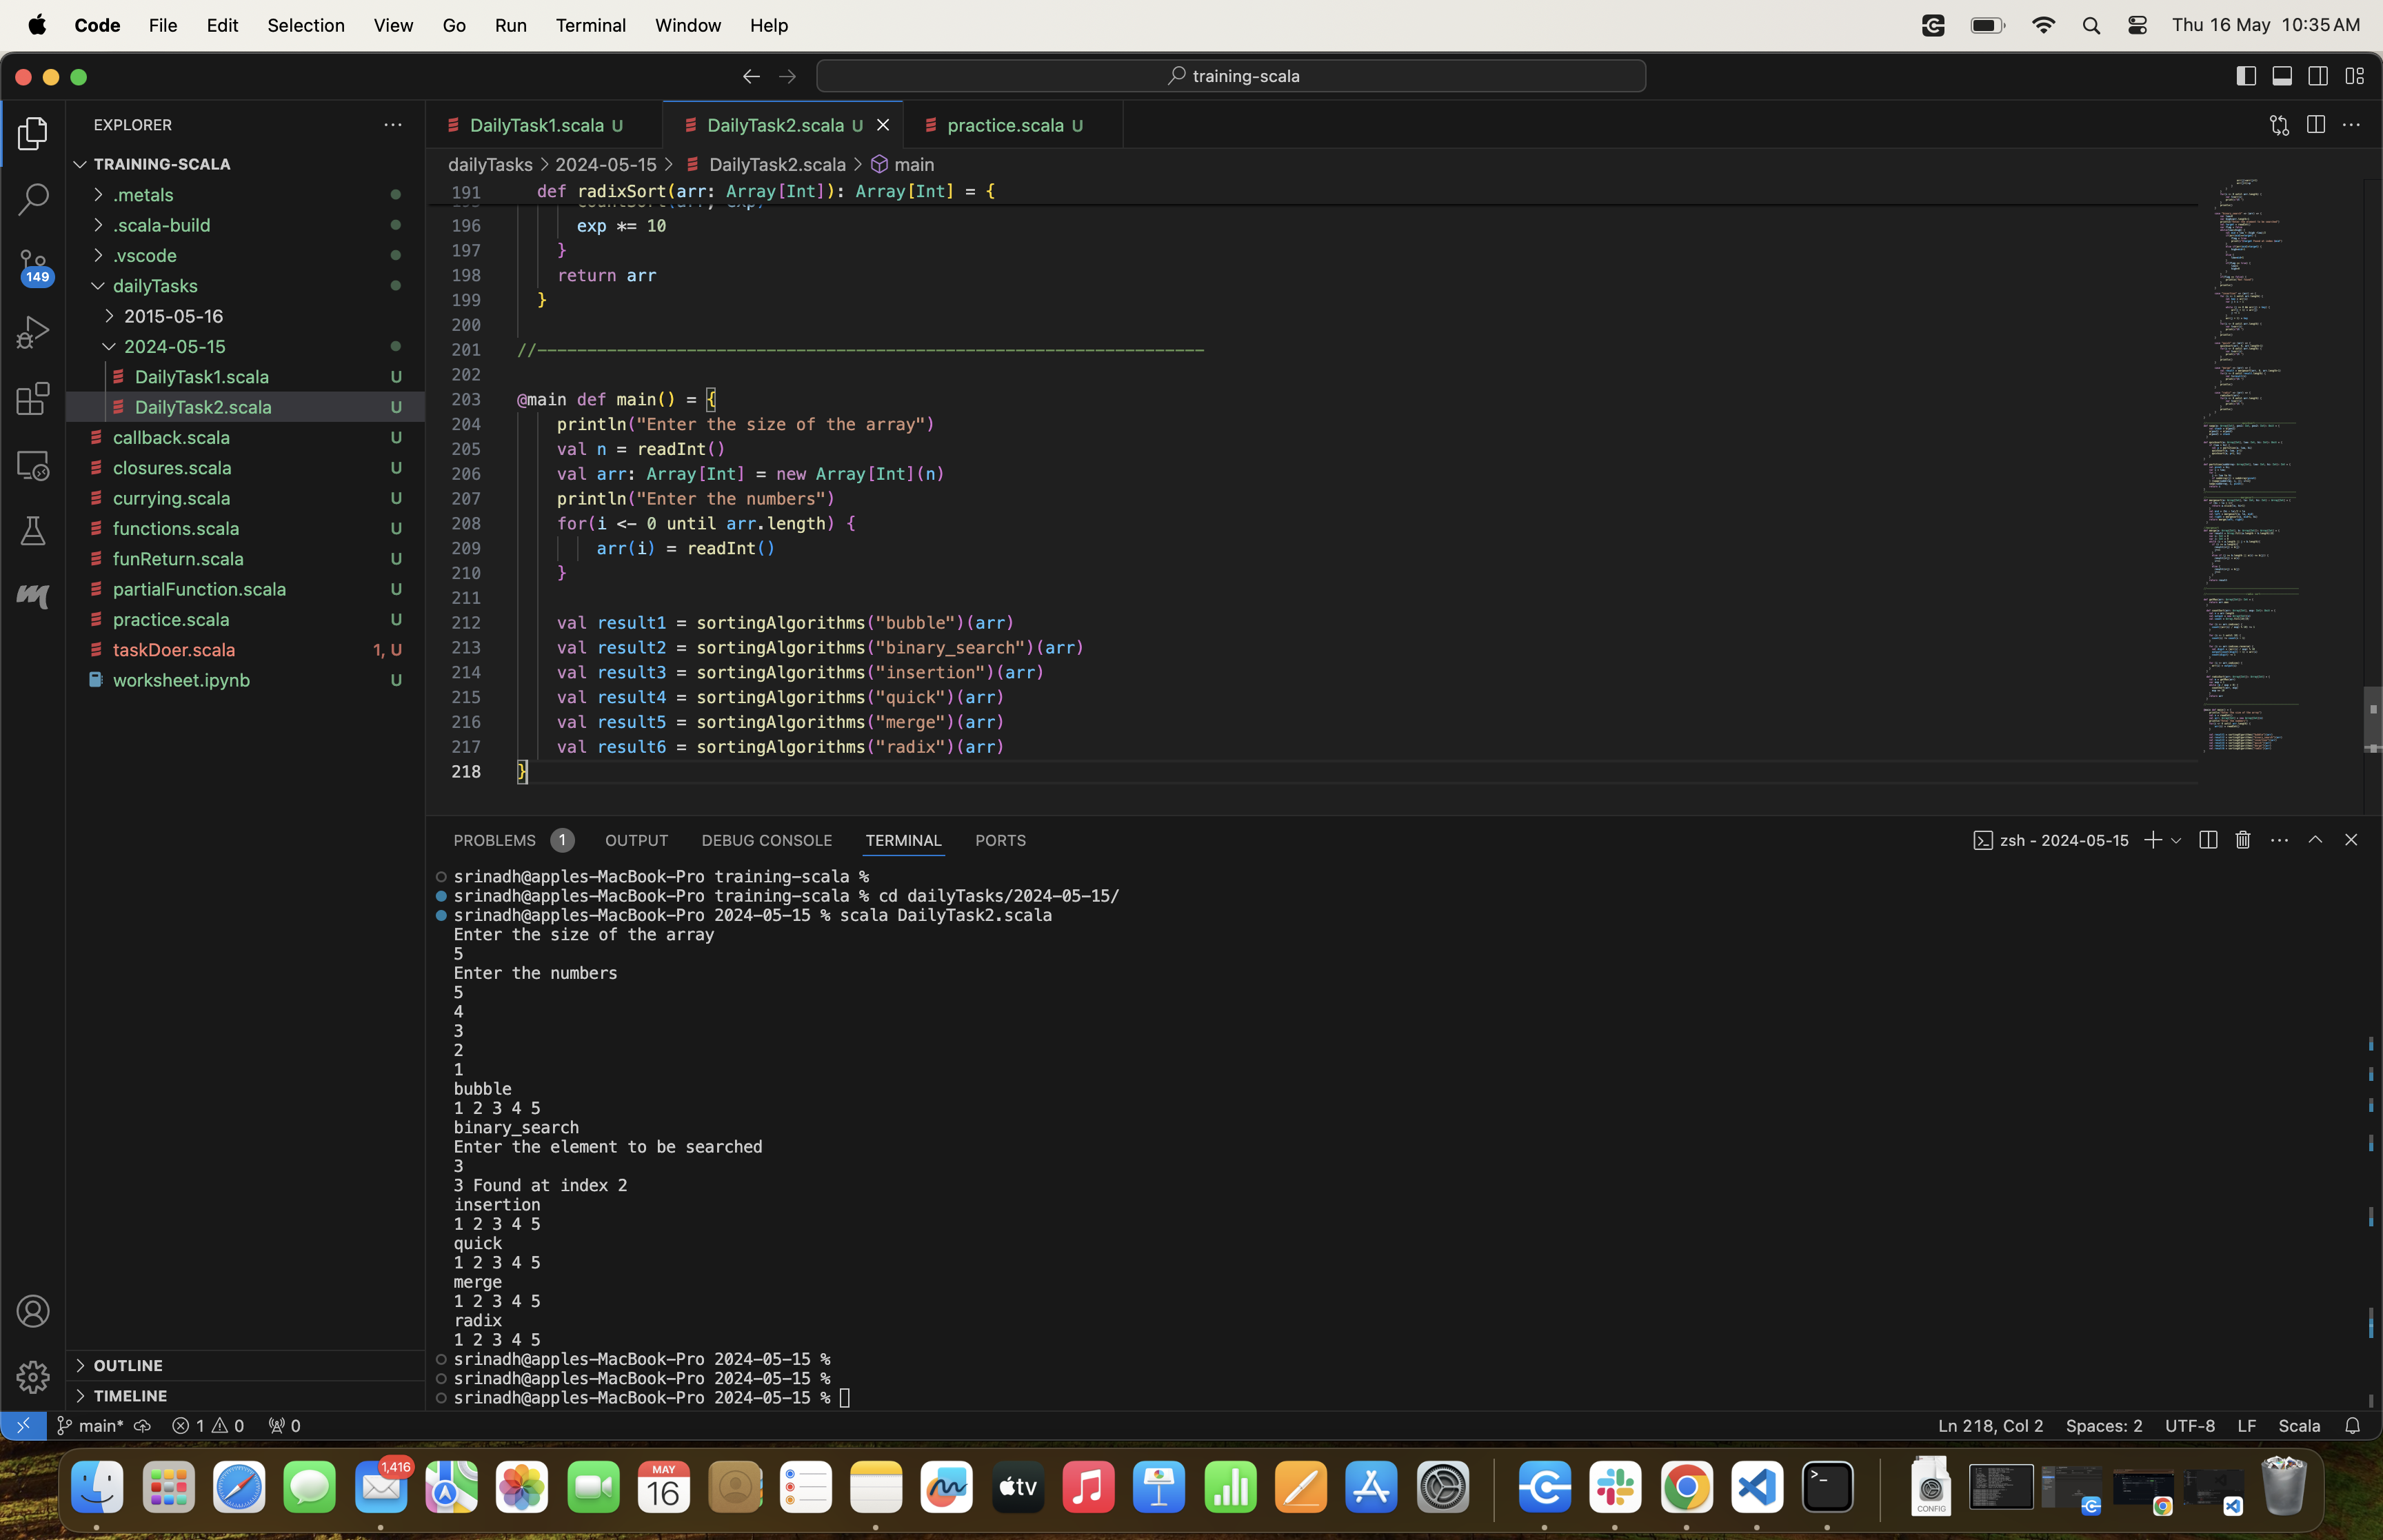 Code File Edit Selection View Go Run Terminal Window Help Thu 16 May 10:35 AM
training-scala
EXPLORER
TRAINING-SCALA
.metals
.scala-build
.vscode
dailyTasks
2015-05-16
2024-05-15
DailyTask1.scala U
DailyTask2.scala U
callback.scala U
closures.scala U
currying.scala U
functions.scala U
funReturn.scala U
partialFunction.scala U
practice.scala U
taskDoer.scala 1, U
worksheet.ipynb U
OUTLINE
TIMELINE
149
DailyTask1.scala U DailyTask2.scala U practice.scala U
dailyTasks > 2024-05-15 > DailyTask2.scala > main
191 def radixSort(arr: Array[Int]): Array[Int] = {
196 exp *= 10
197 }
198 return arr
199 }
200
201 //-------------------------------------------------------------------
202
203 @main def main() = {
204 println("Enter the size of the array")
205 val n = readInt()
206 val arr: Array[Int] = new Array[Int](n)
207 println("Enter the numbers")
208 for(i <- 0 until arr.length) {
209 arr(i) = readInt()
210 }
211
212 val result1 = sortingAlgorithms("bubble")(arr)
213 val result2 = sortingAlgorithms("binary_search")(arr)
214 val result3 = sortingAlgorithms("insertion")(arr)
215 val result4 = sortingAlgorithms("quick")(arr)
216 val result5 = sortingAlgorithms("merge")(arr)
217 val result6 = sortingAlgorithms("radix")(arr)
218 }
PROBLEMS 1 OUTPUT DEBUG CONSOLE TERMINAL PORTS zsh - 2024-05-15
srinadh@apples-MacBook-Pro training-scala %
srinadh@apples-MacBook-Pro training-scala % cd dailyTasks/2024-05-15/
srinadh@apples-MacBook-Pro 2024-05-15 % scala DailyTask2.scala
Enter the size of the array
5
Enter the numbers
5
4
3
2
1
bubble
1 2 3 4 5
binary_search
Enter the element to be searched
3
3 Found at index 2
insertion
1 2 3 4 5
quick
1 2 3 4 5
merge
1 2 3 4 5
radix
1 2 3 4 5
srinadh@apples-MacBook-Pro 2024-05-15 %
srinadh@apples-MacBook-Pro 2024-05-15 %
srinadh@apples-MacBook-Pro 2024-05-15 %
main* 1 0 0 Ln 218, Col 2 Spaces: 2 UTF-8 LF Scala
1,416
MAY
16
tv
CONFIG